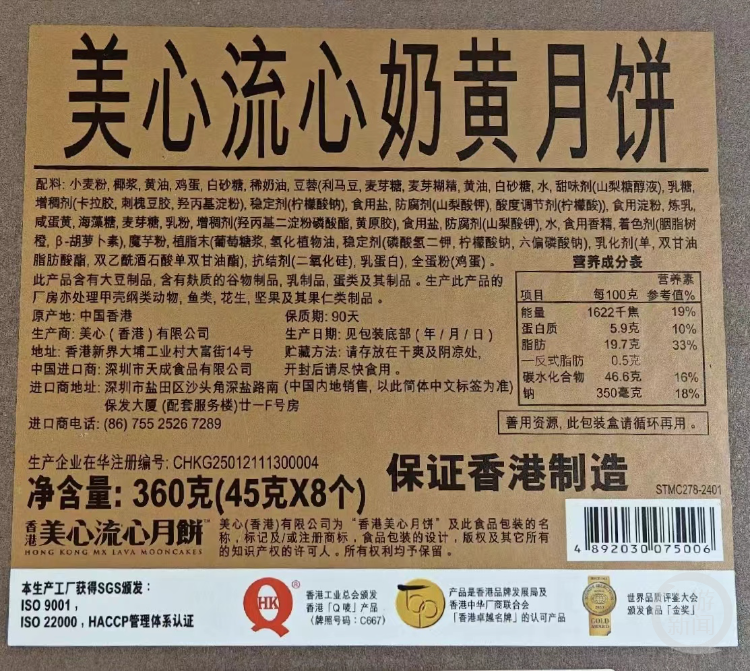 美心流心奶黄月饼
配料: 小麦粉, 椰浆, 黄油, 鸡蛋, 白砂糖, 稀奶油, 豆蓉(利马豆, 麦芽糖, 麦芽糊精, 黄油, 白砂糖, 水, 甜味剂(山梨糖醇液), 乳糖,
增稠剂(卡拉胶, 刺槐豆胶, 羟丙基淀粉), 稳定剂(柠檬酸钠), 食用盐, 防腐剂(山梨酸钾), 酸度调节剂(柠檬酸)), 食用淀粉, 炼乳,
咸蛋黄, 海藻糖, 麦芽糖, 乳粉, 增稠剂(羟丙基二淀粉磷酸酯, 黄原胶), 食用盐, 防腐剂(山梨酸钾), 水, 食用香精, 着色剂(胭脂树
橙, β-胡萝卜素), 魔芋粉, 植脂末(葡萄糖浆, 氢化植物油, 稳定剂(磷酸氢二钾, 柠檬酸钠, 六偏磷酸钠), 乳化剂(单, 双甘油
脂肪酸酯, 双乙酰酒石酸单双甘油酯), 抗结剂(二氧化硅), 乳蛋白), 全蛋粉(鸡蛋)。
此产品含有大豆制品, 含有麸质的谷物制品, 乳制品, 蛋类及其制品。生产此产品的
厂房亦处理甲壳纲类动物, 鱼类, 花生, 坚果及其果仁类制品。
原产地: 中国香港
保质期: 90天
生产商: 美心(香港)有限公司
生产日期: 见包装底部(年/月/日)
地址: 香港新界大埔工业村大富街14号
贮藏方法: 请存放在干爽及阴凉处,
中国进口商: 深圳市天成食品有限公司
开封后请尽快食用。
进口商地址: 深圳市盐田区沙头角深盐路南
(中国内地销售, 以此简体中文标签为准)
保发大厦 (配套服务楼)廿一F号房
进口商电话: (86) 755 2526 7289
营养成分表
项目 每100克 营养素参考值%
能量 1622千焦 19%
蛋白质 5.9克 10%
脂肪 19.7克 33%
一反式脂肪 0.5克
碳水化合物 46.6克 16%
钠 350毫克 18%
善用资源, 此包装盒请循环再用。
生产企业在华注册编号: CHKG25012111300004
净含量: 360克(45克X8个)
保证香港制造
STMC278-2401
香港美心流心月餅™
HONG KONG MX LAVA MOONCAKES
美心(香港)有限公司为“香港美心月饼”及此食品包装的名
称, 标记及/或注册商标, 食品包装的设计, 版权及其它所有
的知识产权的许可人, 所有权利均予保留。
4 892030 075006
本生产工厂获得SGS颁发:
ISO 9001,
ISO 22000, HACCP管理体系认证
HK
®
香港工业总会颁发
香港「Q 唛」产品
(牌照号码: C667)
产品是香港品牌发展局及
香港中华厂商联合会
「香港卓越名牌」的认可产品
GOLD
世界品质评鉴大会
颁发食品「金奖」
新闻